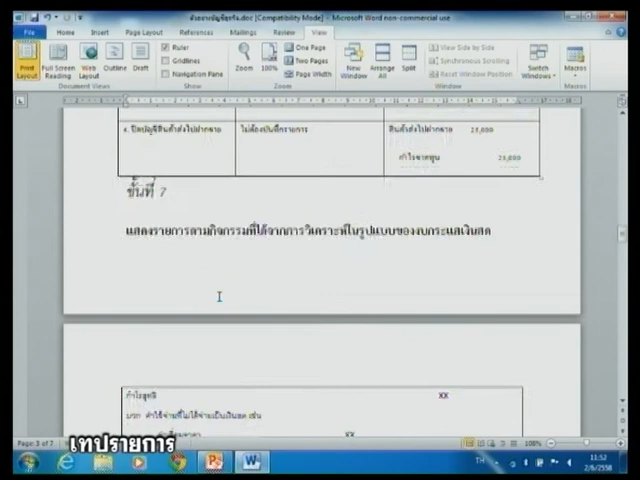 ตัวอย่างบัญชีธุรกิจ.doc [Compatibility Mode] - Microsoft Word non-commercial use
File Home Insert Page Layout References Mailings Review View
Print Layout Full Screen Reading Web Layout Outline Draft
Document Views
Ruler
Gridlines
Navigation Pane
Show
Zoom 100%
One Page
Two Pages
Page Width
Zoom
New Window Arrange All Split
View Side by Side
Synchronous Scrolling
Reset Window Position
Window
Switch Windows
Macros
Macros
ปิดบัญชีสินค้าส่งไปฝากขาย ไม่ต้องบันทึกรายการ สินค้าส่งไปฝากขาย
กำไรขาดทุน
ขั้นที่ 7
แสดงรายการตามกิจกรรมที่ได้จากการวิเคราะห์ในรูปแบบของงบกระแสเงินสด
กำไรสุทธิ XX
บวก ค่าใช้จ่ายที่ไม่ได้จ่ายเป็นเงินสด เช่น
XX
เทปรายการ
Page: 3 of 7
108%
TH
11:52
2/6/2558